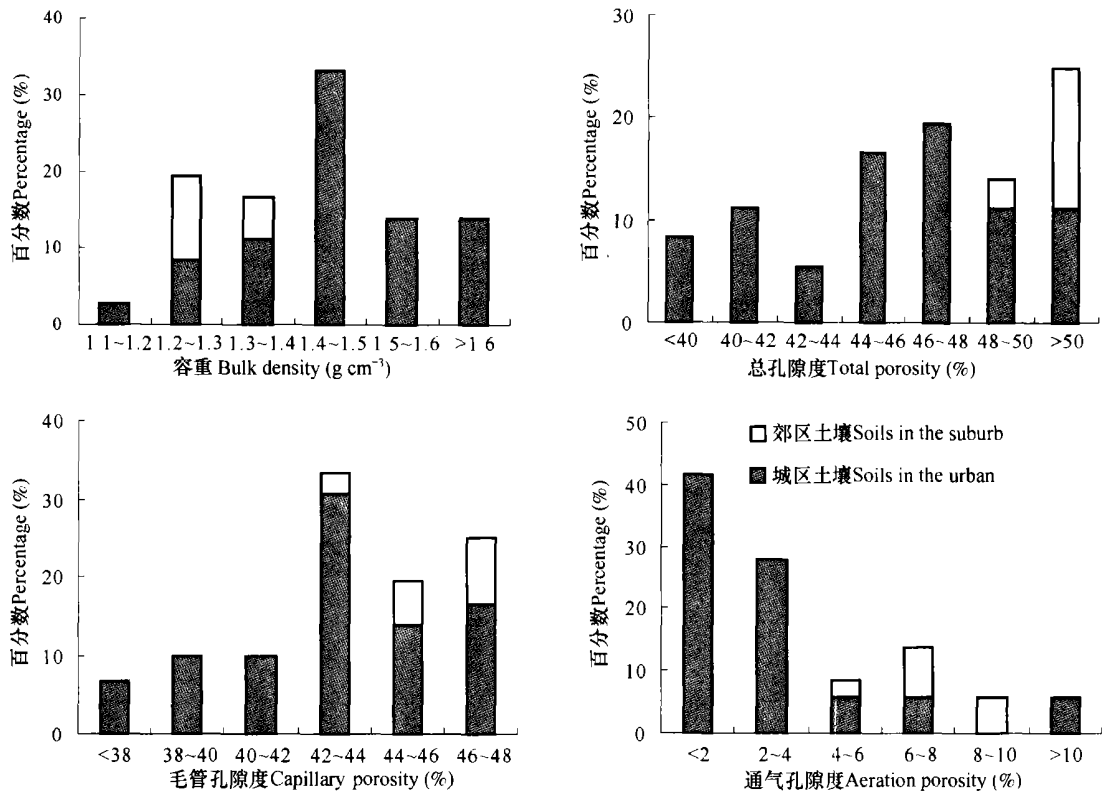 40
30
20
10
0
百分数Percentage (%)
1 1~1.2 1.2~1.3 1.3~1.4 1.4~1.5 1 5~1.6 >1 6
容重 Bulk density (g cm⁻³)
30
20
10
0
百分数Percentage (%)
<40 40~42 42~44 44~46 46~48 48~50 >50
总孔隙度Total porosity (%)
40
30
20
10
0
百分数Percentage (%)
<38 38~40 40~42 42~44 44~46 46~48
毛管孔隙度Capillary porosity (%)
50
40
30
20
10
0
百分数Percentage (%)
郊区土壤Soils in the suburb
城区土壤Soils in the urban
<2 2~4 4~6 6~8 8~10 >10
通气孔隙度Aeration porosity (%)